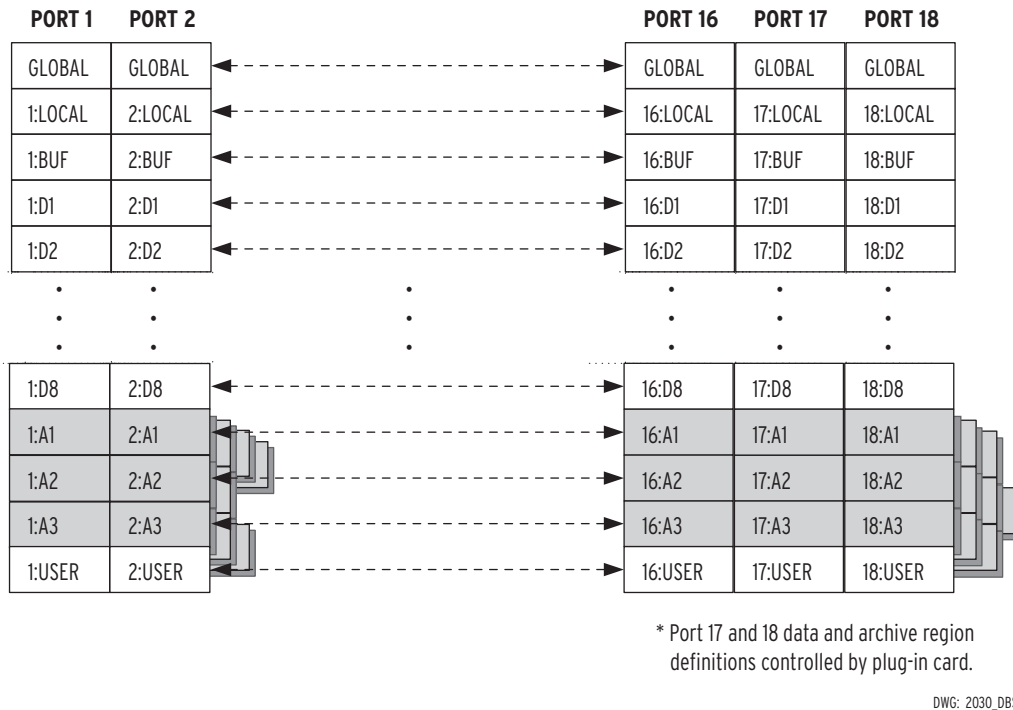 PORT 1 PORT 2 PORT 16 PORT 17 PORT 18
GLOBAL GLOBAL GLOBAL GLOBAL GLOBAL
1:LOCAL 2:LOCAL 16:LOCAL 17:LOCAL 18:LOCAL
1:BUF 2:BUF 16:BUF 17:BUF 18:BUF
1:D1 2:D1 16:D1 17:D1 18:D1
1:D2 2:D2 16:D2 17:D2 18:D2
1:D8 2:D8 16:D8 17:D8 18:D8
1:A1 2:A1 16:A1 17:A1 18:A1
1:A2 2:A2 16:A2 17:A2 18:A2
1:A3 2:A3 16:A3 17:A3 18:A3
1:USER 2:USER 16:USER 17:USER 18:USER
* Port 17 and 18 data and archive region
definitions controlled by plug-in card.
DWG: